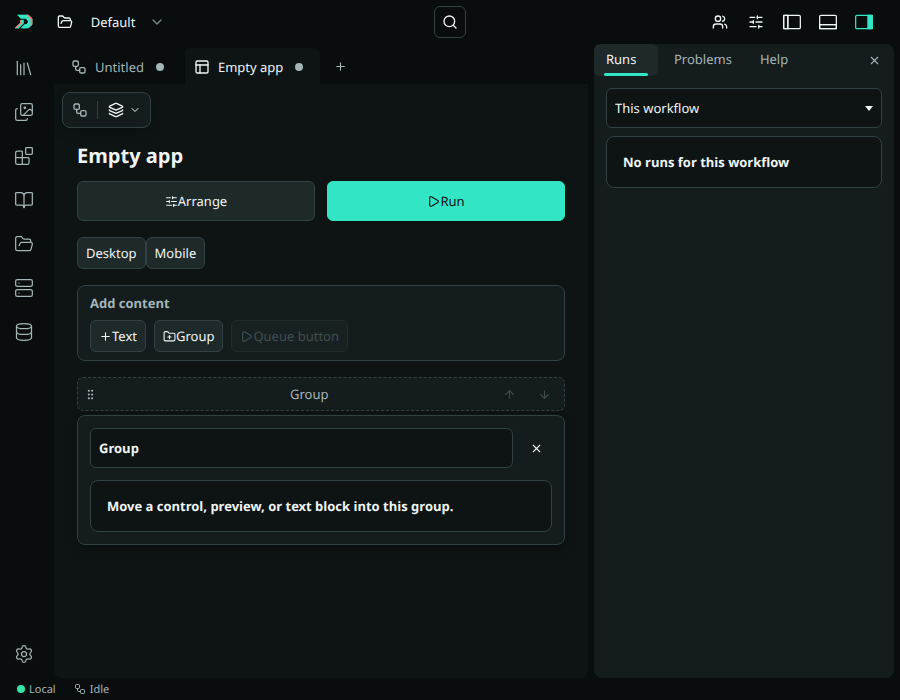 Default
Untitled
Empty app
Runs
Problems
Help
This workflow
No runs for this workflow
Empty app
Arrange
Run
Desktop
Mobile
Add content
Text
Group
Queue button
Group
Group
Move a control, preview, or text block into this group.
Local
Idle